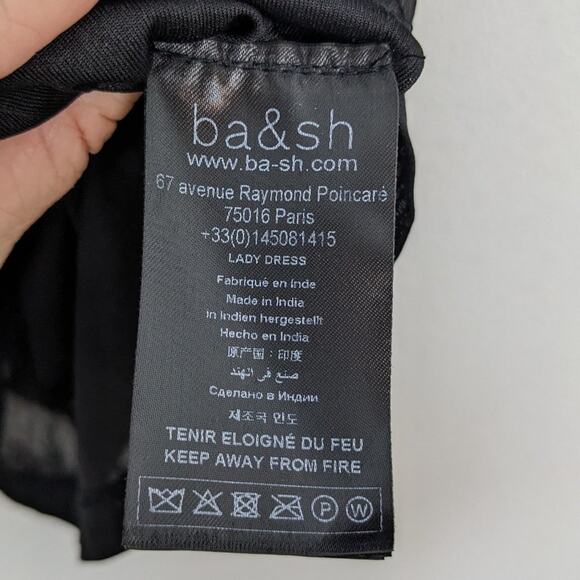 ba&sh
www.ba-sh.com
67 avenue Raymond Poincaré
75016 Paris
+33(0)145081415
LADY DRESS
Fabriqué en Inde
Made in India
in Indien hergestellt
Hecho en India
原产国：印度
صنع في الهند
Сделано в Индии
제조국 인도
TENIR ELOIGNÉ DU FEU
KEEP AWAY FROM FIRE
P W